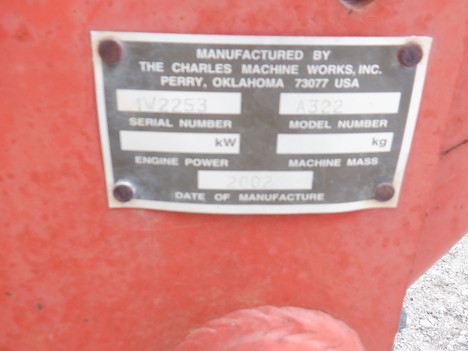 MANUFACTURED BY
THE CHARLES MACHINE WORKS, INC.
PERRY, OKLAHOMA 73077 USA
4W2253 A322
SERIAL NUMBER MODEL NUMBER
kW kg
ENGINE POWER MACHINE MASS
2002
DATE OF MANUFACTURE